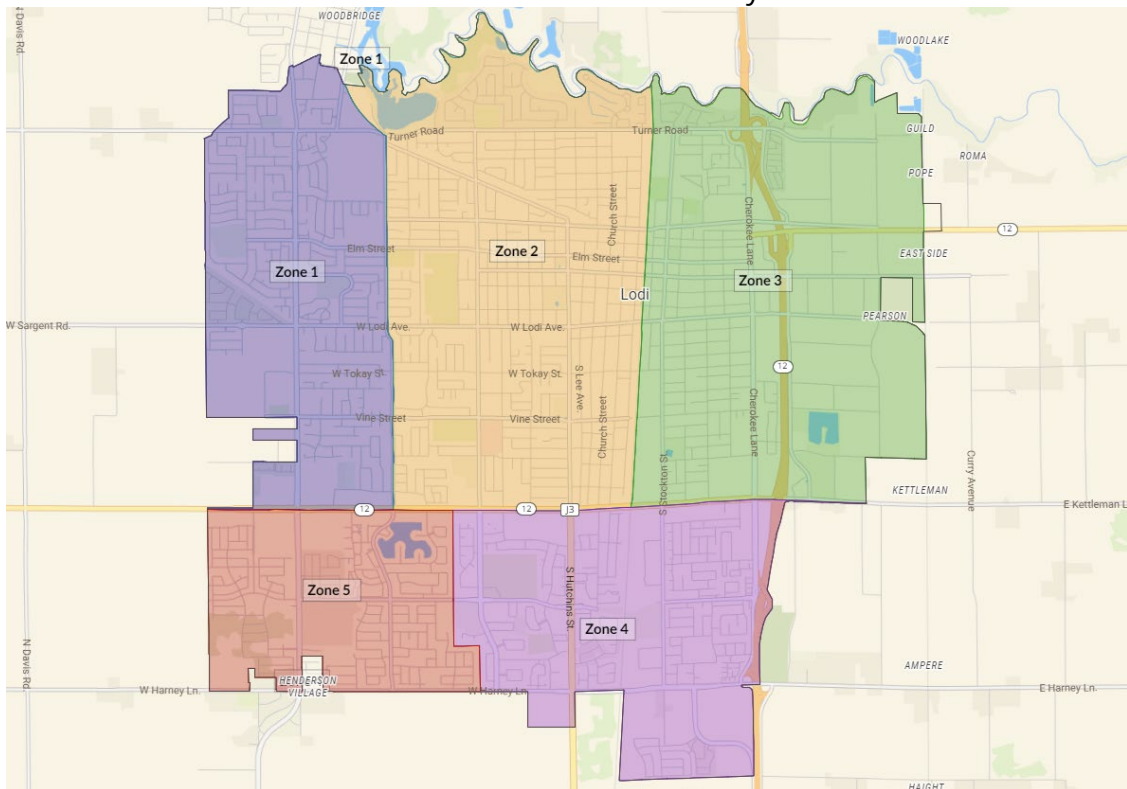 N Davis Rd.
WOODBRIDGE
Zone 1
WOODLAKE
Turner Road
Turner Road
GUILD
ROMA
POPE
Church Street
Cherokee Lane
12
Elm Street
Zone 2
Elm Street
EAST SIDE
Zone 1
Zone 3
Lodi
W Sargent Rd.
W Lodi Ave.
W Lodi Ave.
PEARSON
W Tokay St.
W Tokay St.
S Lee Ave.
12
Vine Street
Vine Street
Church Street
Cherokee Lane
S Stockton S
Curry Avenue
KETTLEMAN
12
12
J3
E Kettleman L
Zone 5
S Hutchins St.
Zone 4
N Davis Rd.
HENDERSON
VILLAGE
AMPERE
W Harney Ln.
W Harney Ln.
E Harney Ln.
HAIGHT